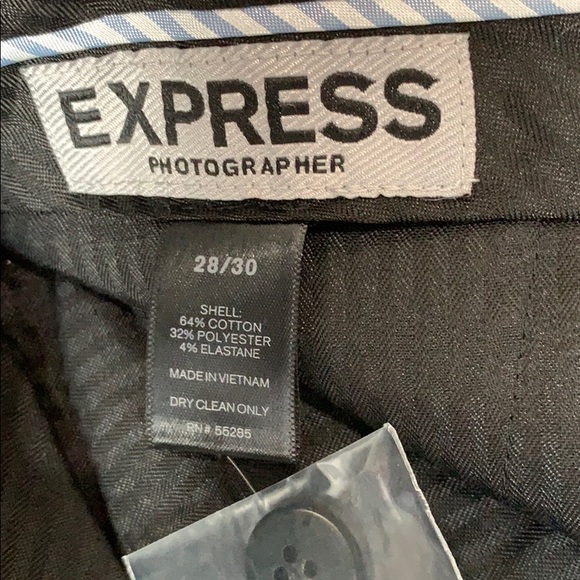 EXPRESS
PHOTOGRAPHER
28/30
SHELL:
64% COTTON
32% POLYESTER
4% ELASTANE
MADE IN VIETNAM
DRY CLEAN ONLY
RN# 55285